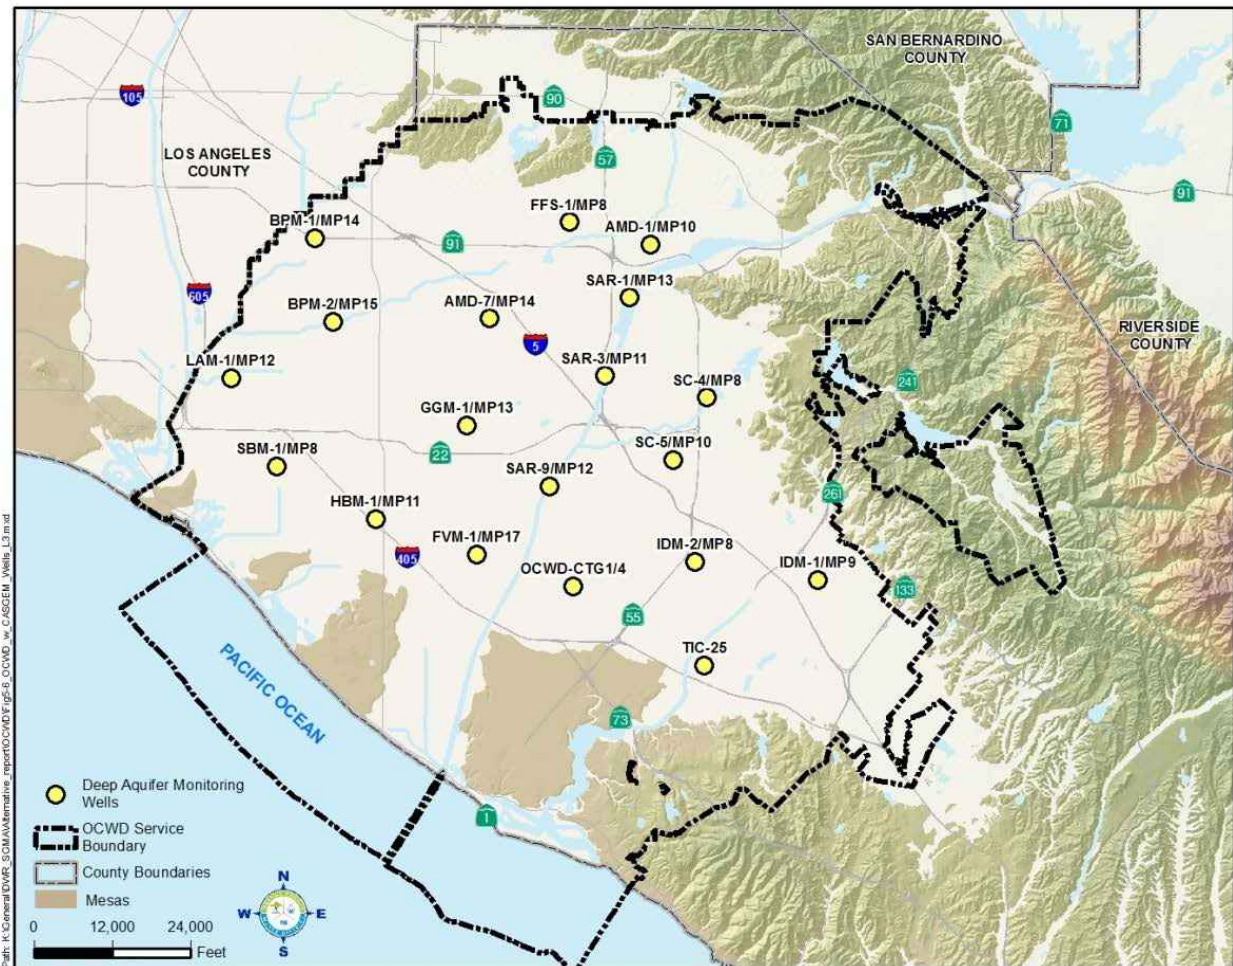 SAN BERNARDINO
COUNTY
105
90
71
LOS ANGELES
COUNTY
57
91
FFS-1/MP8
BPM-1/MP14
AMD-1/MP10
91
SAR-1/MP13
605
BPM-2/MP15
AMD-7/MP14
RIVERSIDE
COUNTY
5
LAM-1/MP12
SAR-3/MP11
SC-4/MP8
241
GGM-1/MP13
SBM-1/MP8
22
SC-5/MP10
SAR-9/MP12
261
HBM-1/MP11
FVM-1/MP17
405
IDM-2/MP8
IDM-1/MP9
OCWD-CTG1/4
133
55
PACIFIC OCEAN
TIC-25
73
1
Deep Aquifer Monitoring
Wells
OCWD Service
Boundary
County Boundaries
Mesas
0 12,000 24,000
Feet
N
W E
S